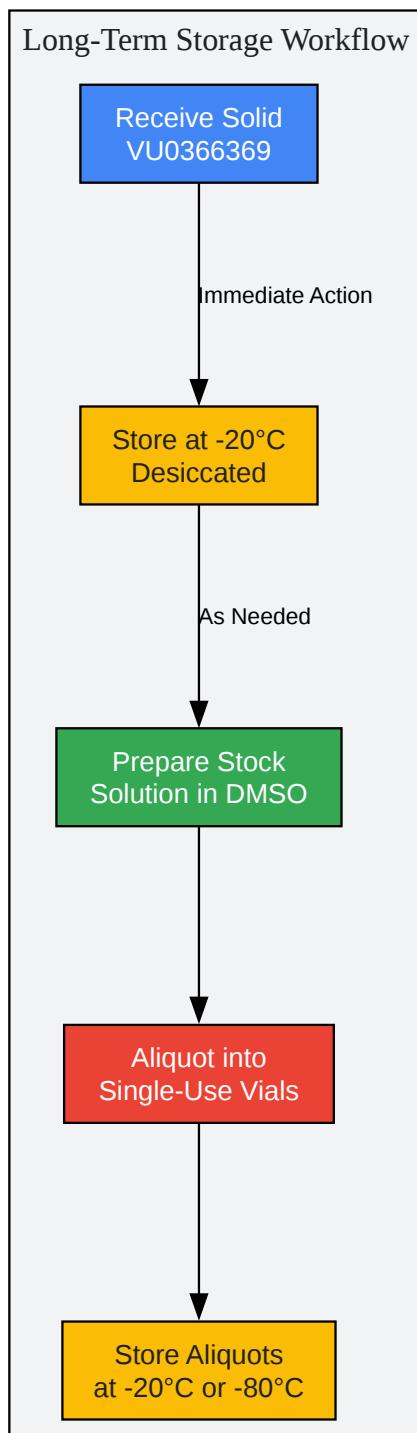 Long-Term Storage Workflow
Receive Solid
VU0366369
Immediate Action
Store at -20°C
Desiccated
As Needed
Prepare Stock
Solution in DMSO
Aliquot into
Single-Use Vials
Store Aliquots
at -20°C or -80°C